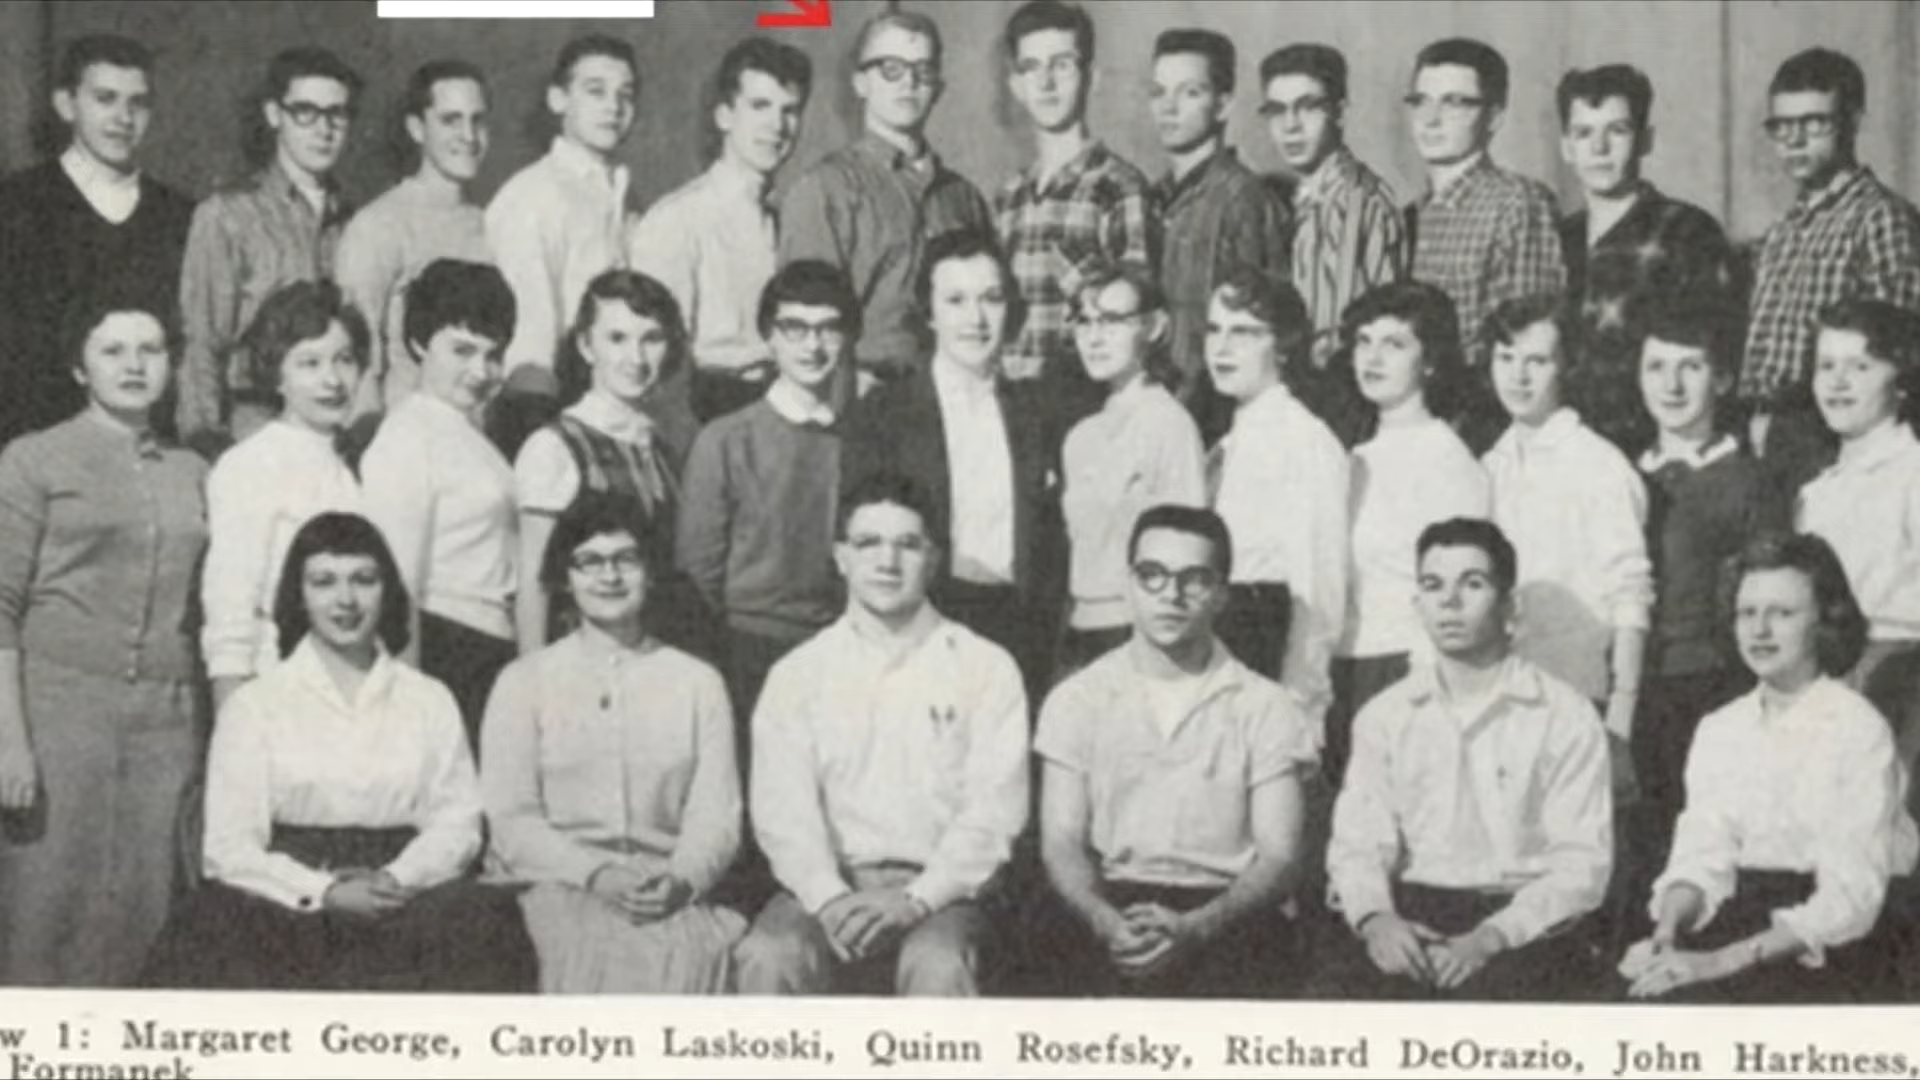 w 1: Margaret George, Carolyn Laskoski, Quinn Rosefsky, Richard DeOrazio, John Harkness,
Formanek